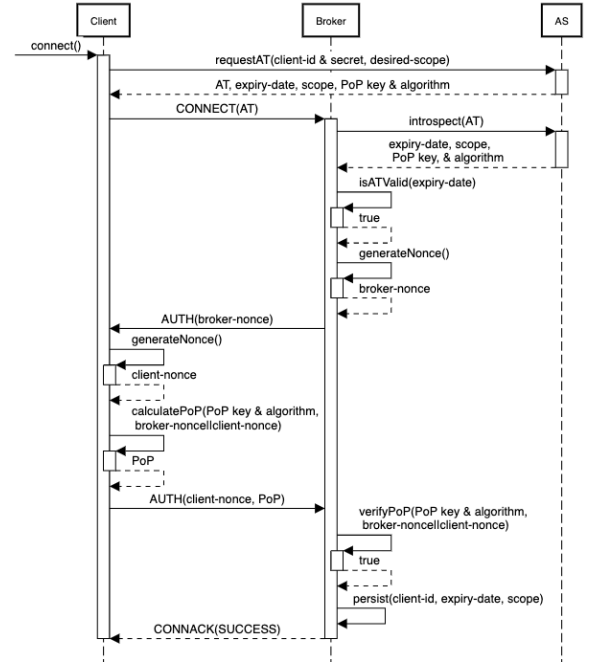 Client
Broker
AS
connect()
requestAT(client-id & secret, desired-scope)
AT, expiry-date, scope, PoP key & algorithm
CONNECT(AT)
introspect(AT)
expiry-date, scope,
PoP key, & algorithm
isATValid(expiry-date)
true
generateNonce()
broker-nonce
AUTH(broker-nonce)
generateNonce()
client-nonce
calculatePoP(PoP key & algorithm,
broker-nonce||client-nonce)
PoP
AUTH(client-nonce, PoP)
verifyPoP(PoP key & algorithm,
broker-nonce||client-nonce)
true
persist(client-id, expiry-date, scope)
CONNACK(SUCCESS)